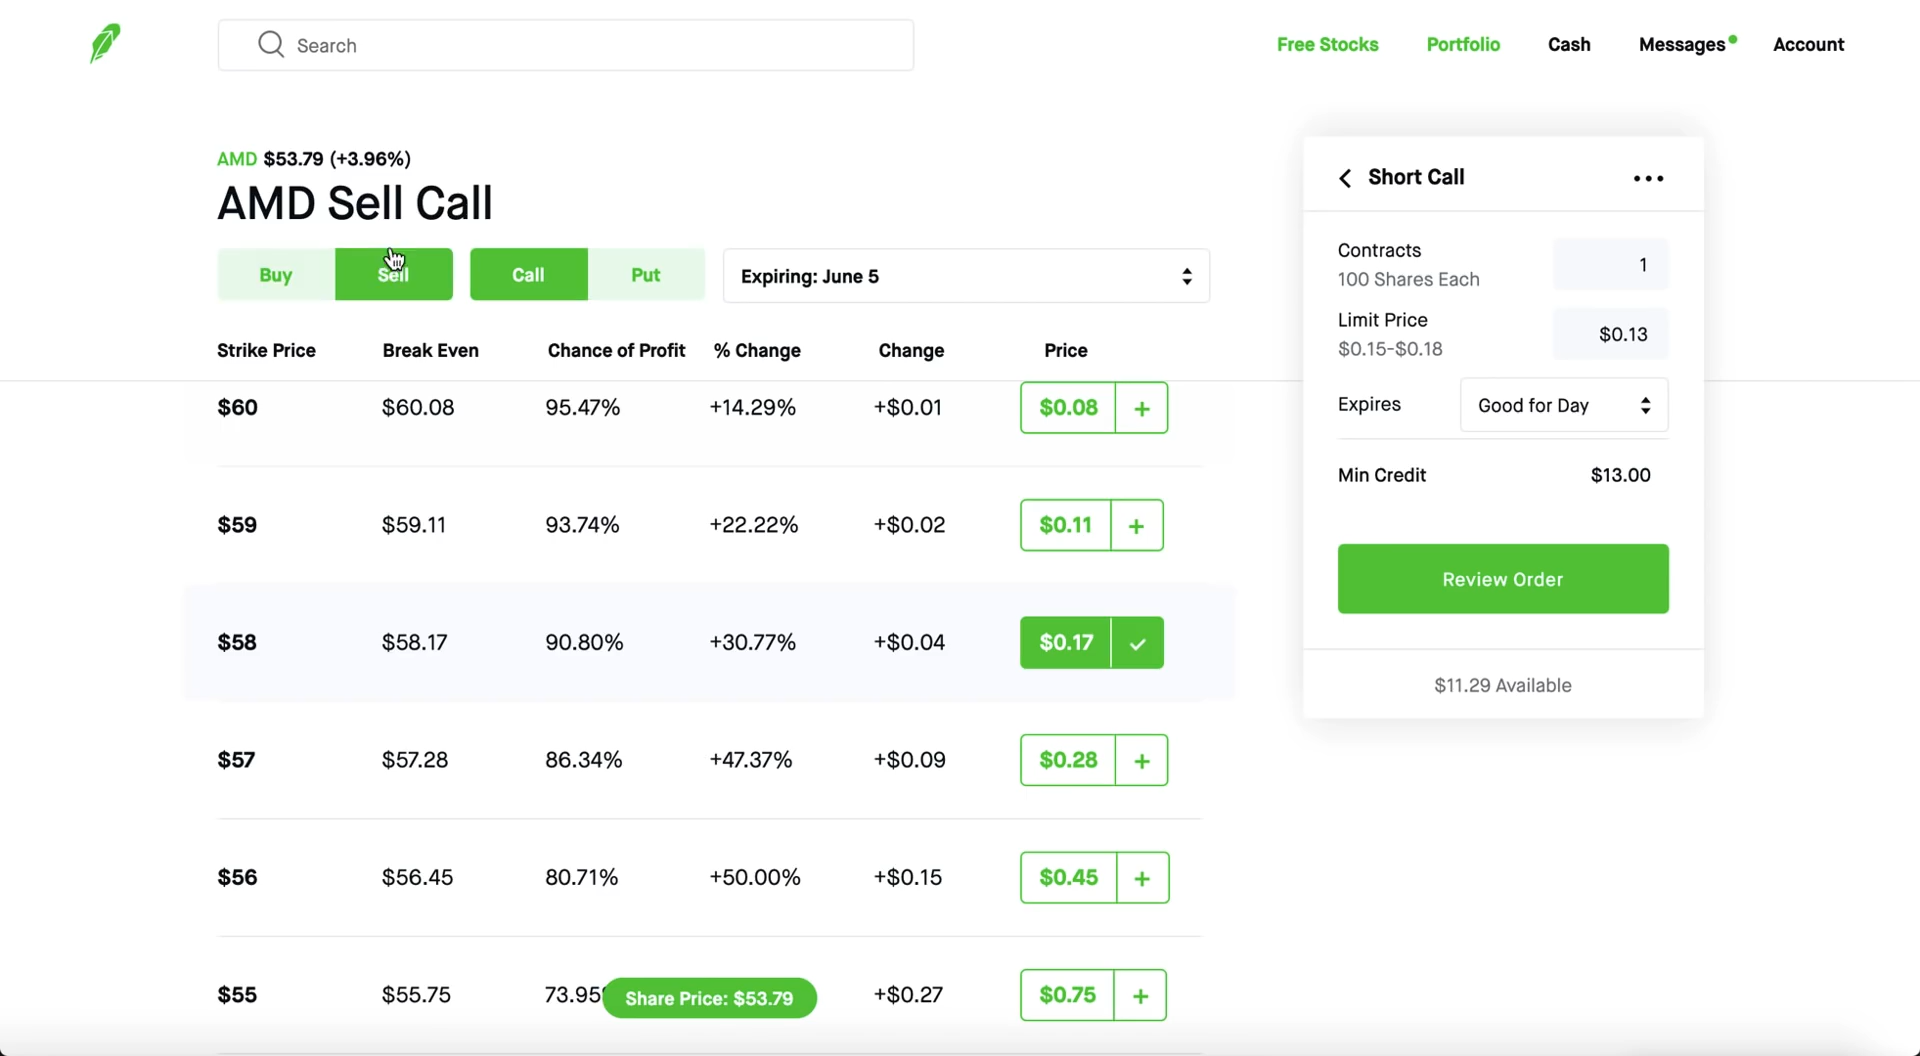 Search
Free Stocks
Portfolio
Cash
Messages
Account
AMD $53.79 (+3.96%)
AMD Sell Call
Buy
Sell
Call
Put
Expiring: June 5
Strike Price
Break Even
Chance of Profit
% Change
Change
Price
$60 $60.08 95.47% +14.29% +$0.01 $0.08 +
$59 $59.11 93.74% +22.22% +$0.02 $0.11 +
$58 $58.17 90.80% +30.77% +$0.04 $0.17
$57 $57.28 86.34% +47.37% +$0.09 $0.28 +
$56 $56.45 80.71% +50.00% +$0.15 $0.45 +
$55 $55.75 73.95 +$0.27 $0.75 +
Share Price: $53.79
Short Call
Contracts 1
100 Shares Each
Limit Price $0.13
$0.15-$0.18
Expires Good for Day
Min Credit $13.00
Review Order
$11.29 Available